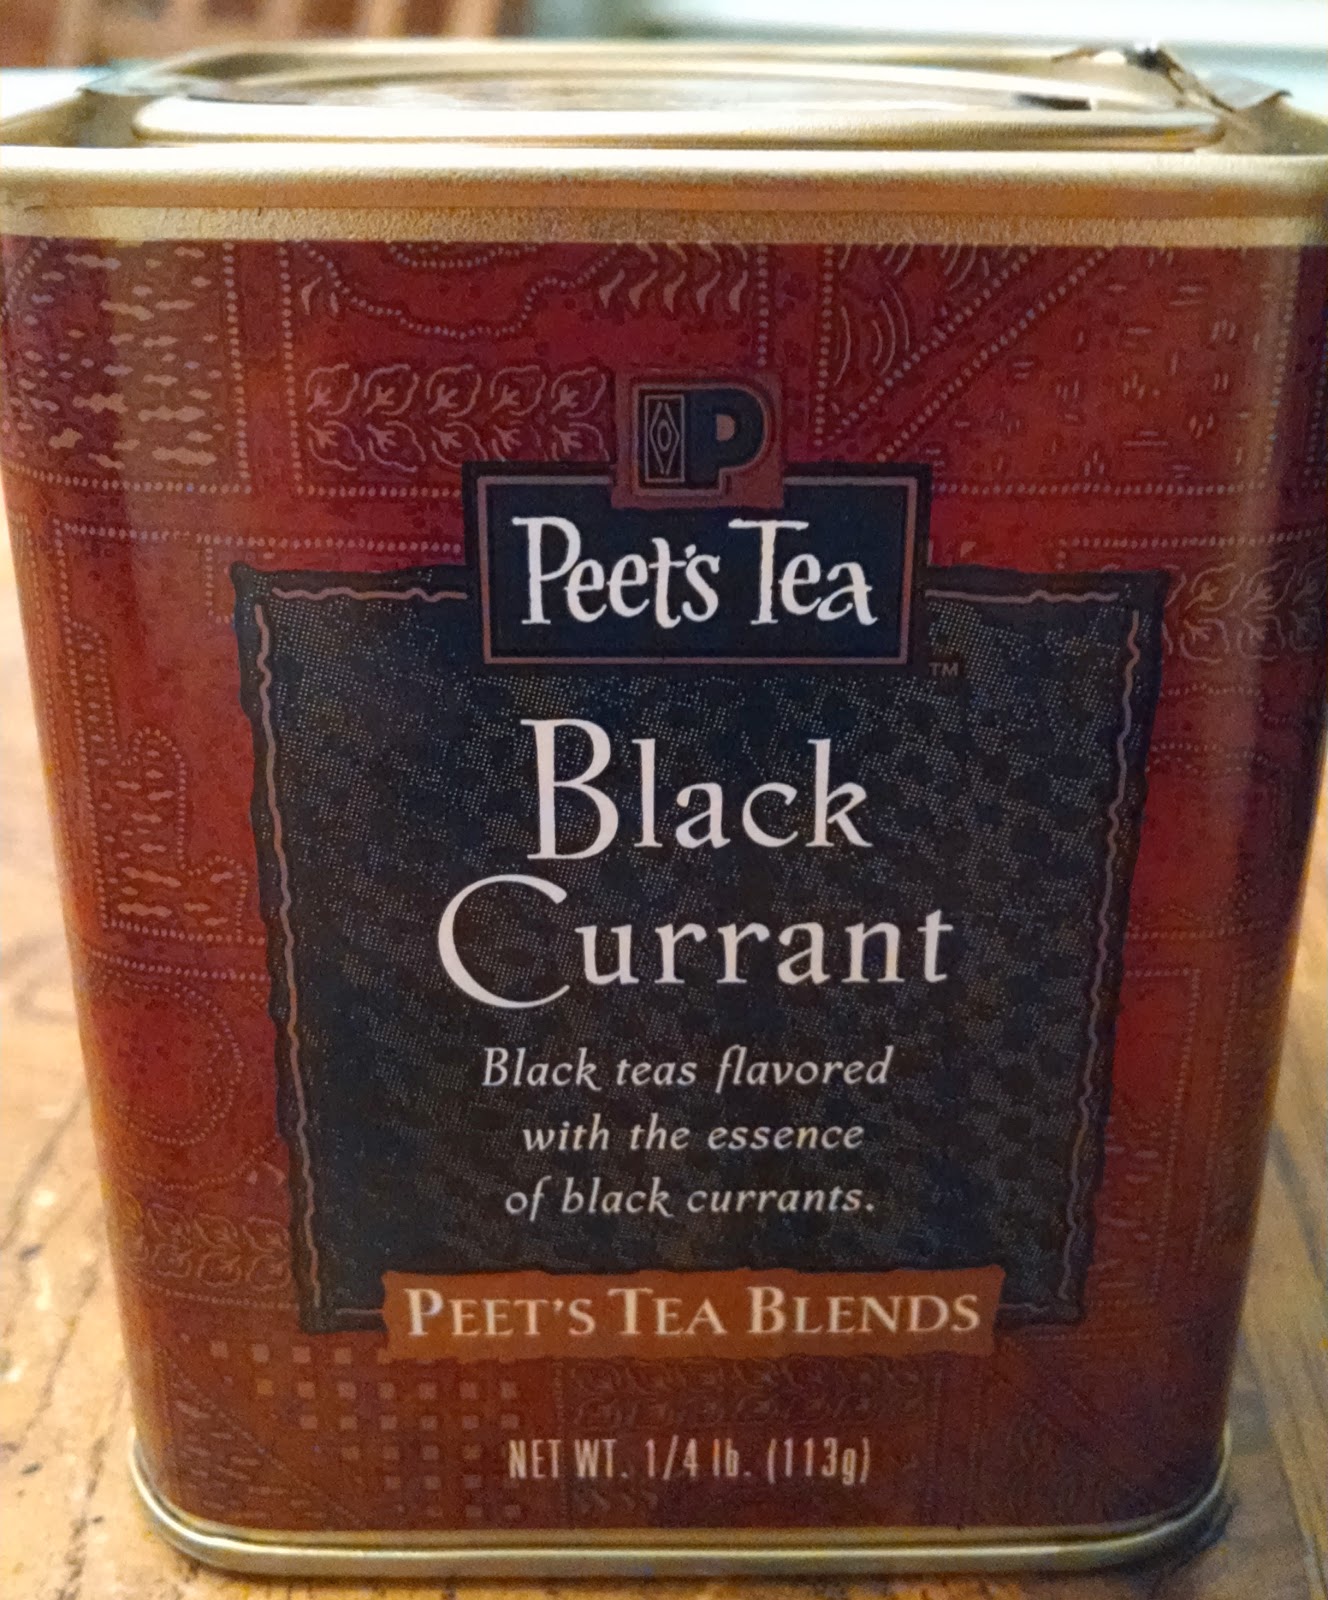 P
Peet's Tea
TM
Black
Currant
Black teas flavored
with the essence
of black currants.
PEET'S TEA BLENDS
NET WT. 1/4 lb. (113g)